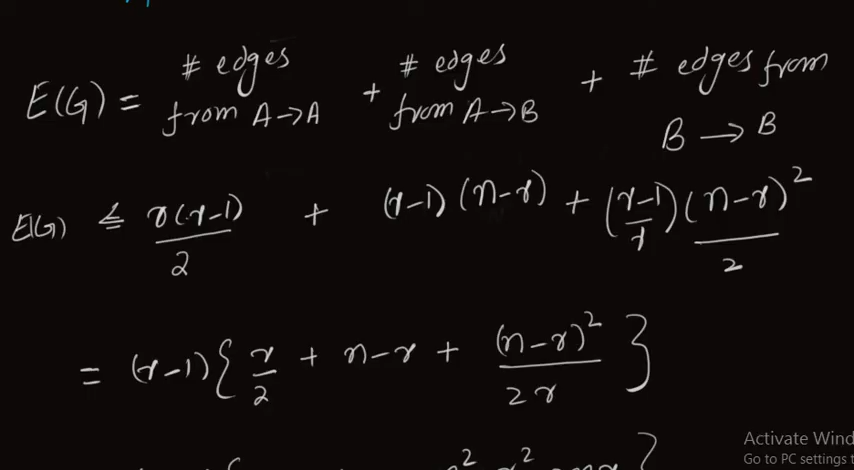 E(G) = # edges from A→A + # edges from A→B + # edges from B → B
E(G) ≤ r(r-1)/2 + (r-1)(n-r) + ((r-1)/r) (n-r)²/2
= (r-1){ r/2 + n-r + (n-r)²/2r }
Activate Wind
Go to PC settings t